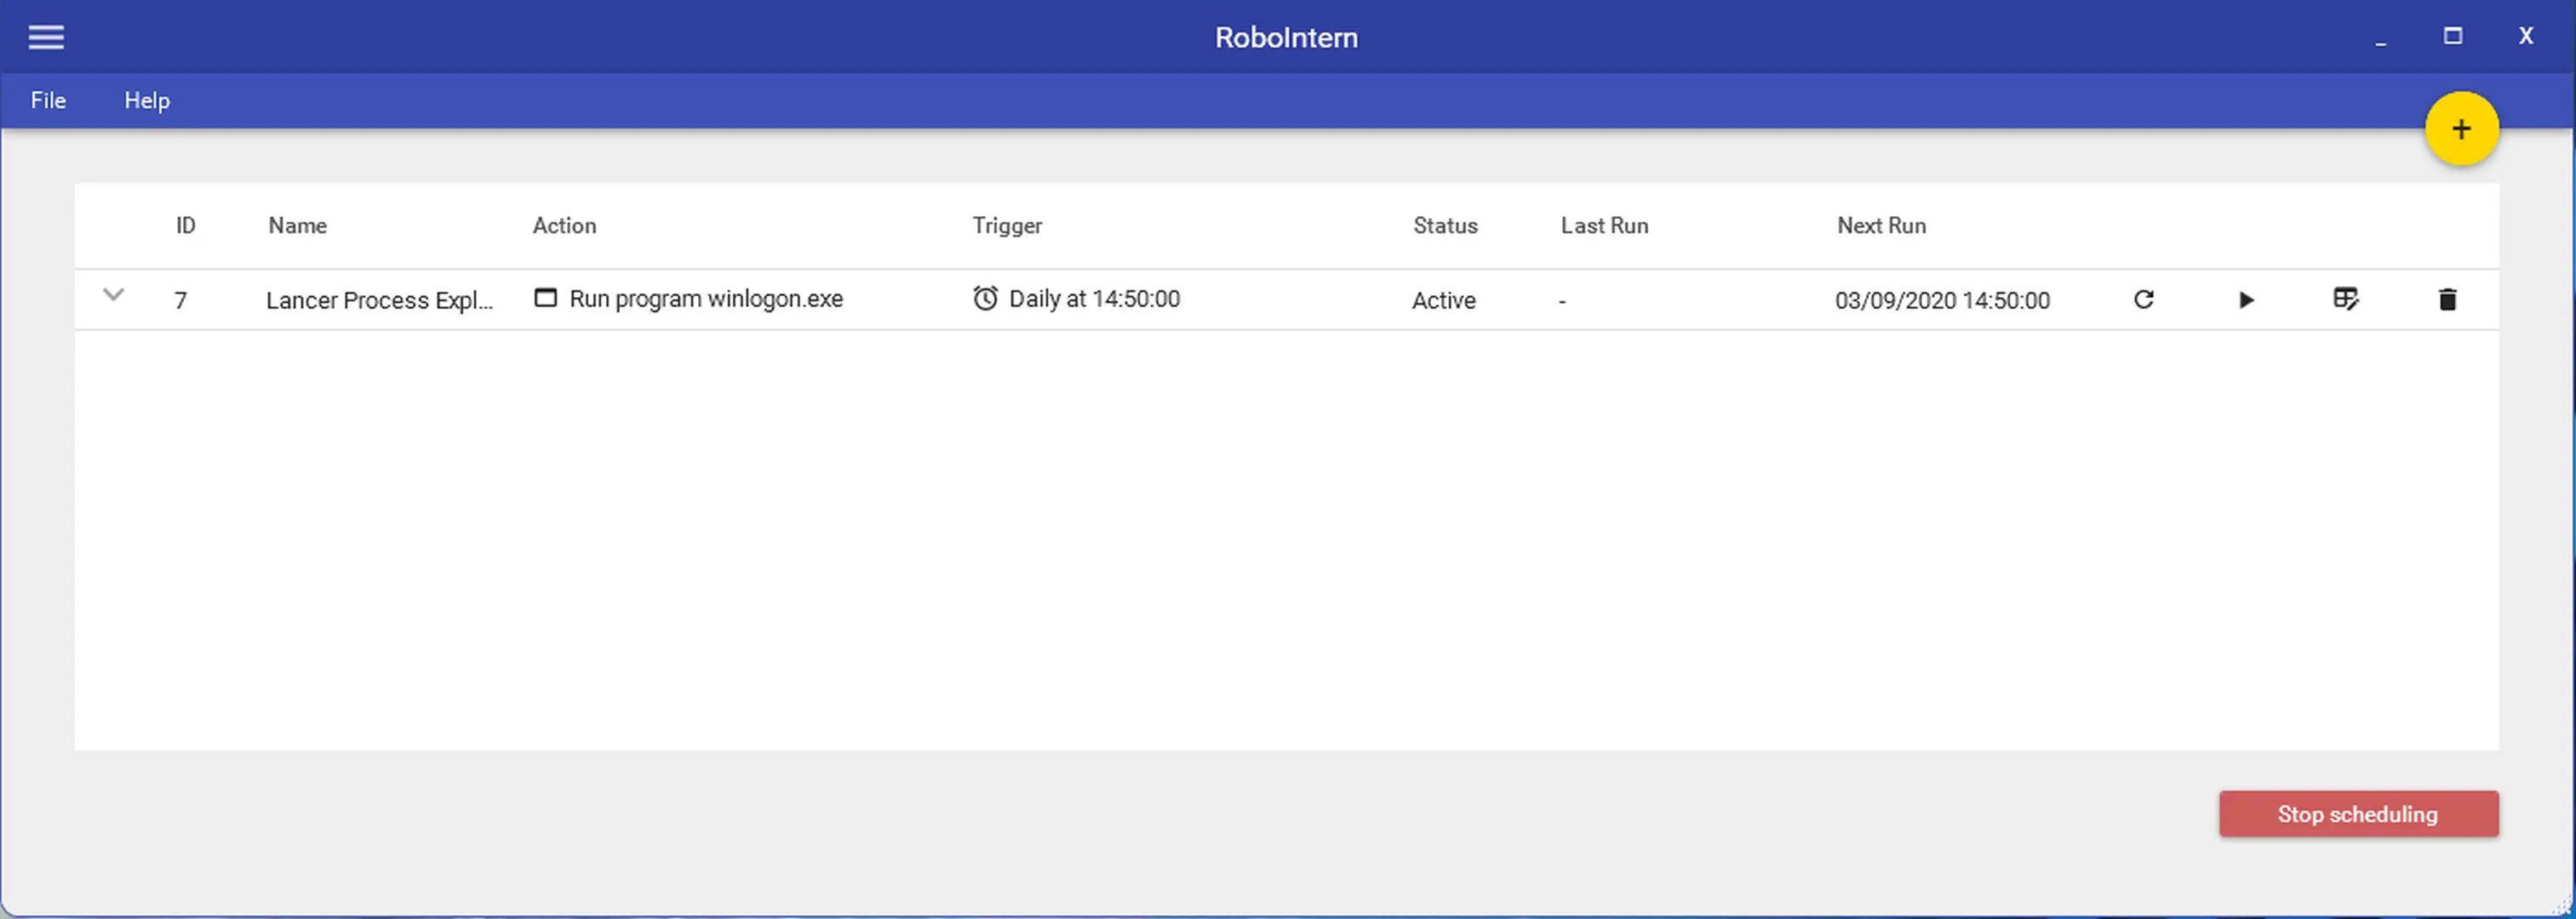 RoboIntern
_ X
File Help
+
ID Name Action Trigger Status Last Run Next Run
7 Lancer Process Expl... Run program winlogon.exe Daily at 14:50:00 Active - 03/09/2020 14:50:00
Stop scheduling